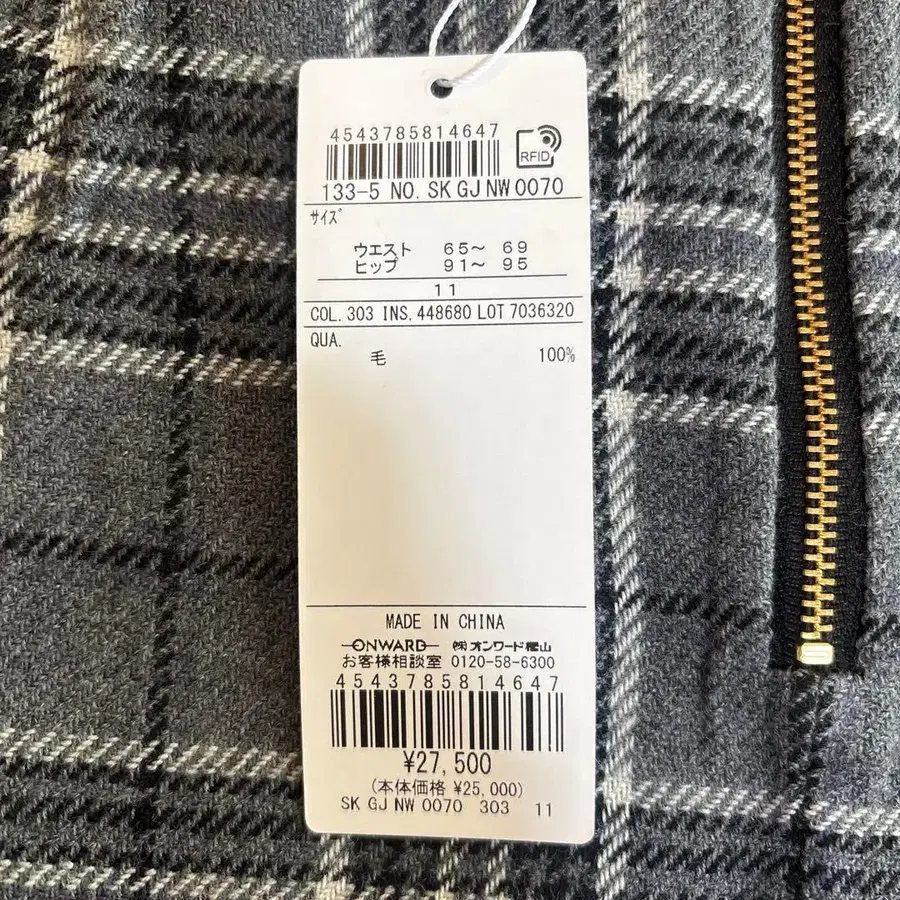 4543785814647
RFID
133-5 NO. SK GJ NW 0070
サイズ
ウエスト 65〜 69
ヒップ 91〜 95
11
COL. 303 INS. 448680 LOT 7036320
QUA.
毛 100%
MADE IN CHINA
ONWARD ㈱オンワード樫山
お客様相談室 0120-58-6300
4543785814647
¥27,500
(本体価格 ¥25,000)
SK GJ NW 0070 303 11